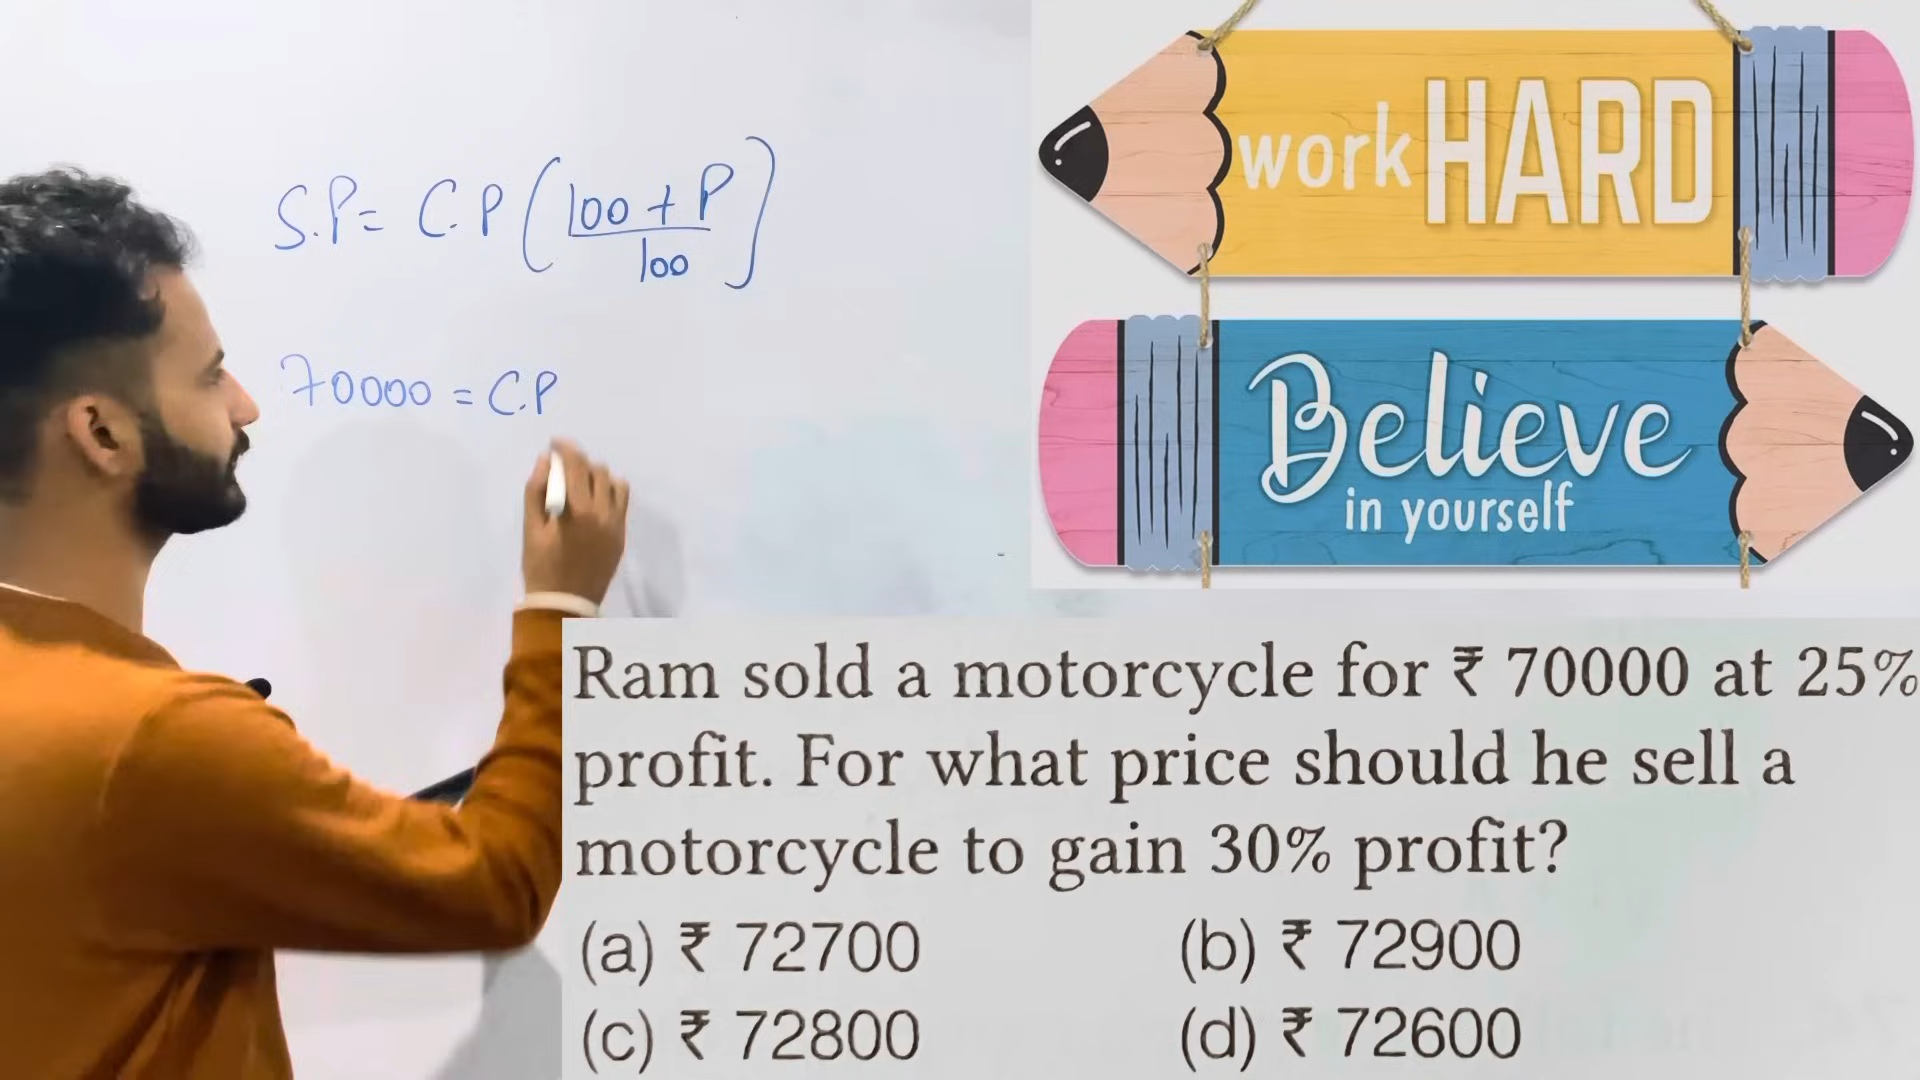 S.P = C.P (100 + P / 100)
70000 = C.P
work HARD
Believe
in yourself
Ram sold a motorcycle for ₹ 70000 at 25%
profit. For what price should he sell a
motorcycle to gain 30% profit?
(a) ₹ 72700 (b) ₹ 72900
(c) ₹ 72800 (d) ₹ 72600